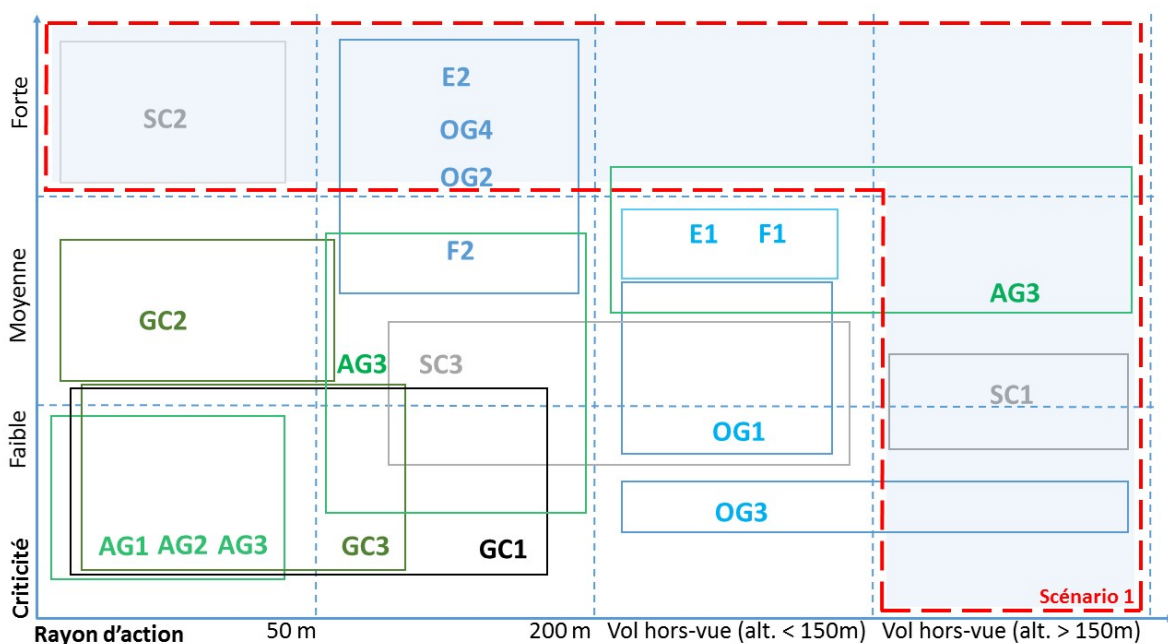 Forte
Moyenne
Faible
Criticité
SC2
E2
OG4
OG2
E1 F1
F2
AG3
GC2
AG3
SC3
SC1
OG1
OG3
AG1 AG2 AG3
GC3
GC1
Scénario 1
Rayon d'action
50 m
200 m
Vol hors-vue (alt. < 150m)
Vol hors-vue (alt. > 150m)